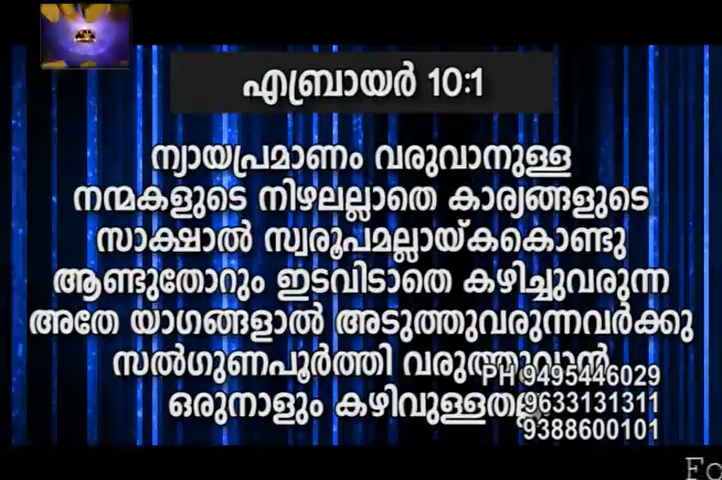 എബ്രായർ 10:1
ന്യായപ്രമാണം വരുവാനുള്ള
നന്മകളുടെ നിഴലല്ലാതെ കാര്യങ്ങളുടെ
സാക്ഷാൽ സ്വരൂപമല്ലായ്കകൊണ്ടു
ആണ്ടുതോറും ഇടവിടാതെ കഴിച്ചുവരുന്ന
അതേ യാഗങ്ങളാൽ അടുത്തുവരുന്നവർക്കു
സൽഗുണപൂർത്തി വരുത്തുവാൻ
ഒരുനാളും
PH 9495446029
9633131311
9388600101